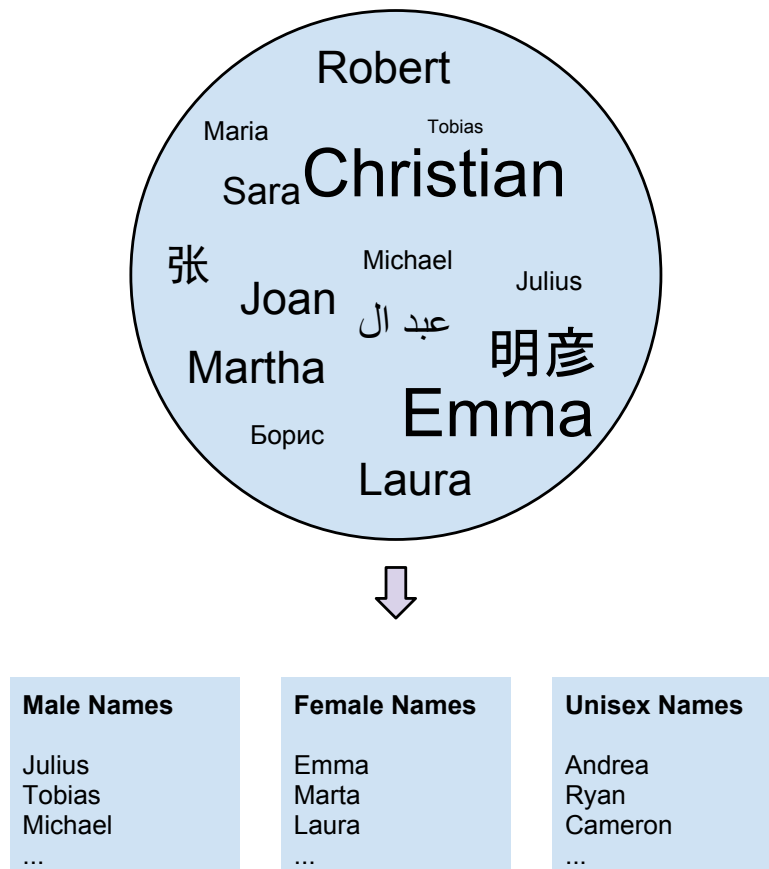 Robert
Maria
Tobias
Sara
Christian
张
Michael
Julius
Joan
عبد ال
明彦
Martha
Emma
Борис
Laura
Male Names
Julius
Tobias
Michael
...
Female Names
Emma
Marta
Laura
...
Unisex Names
Andrea
Ryan
Cameron
...